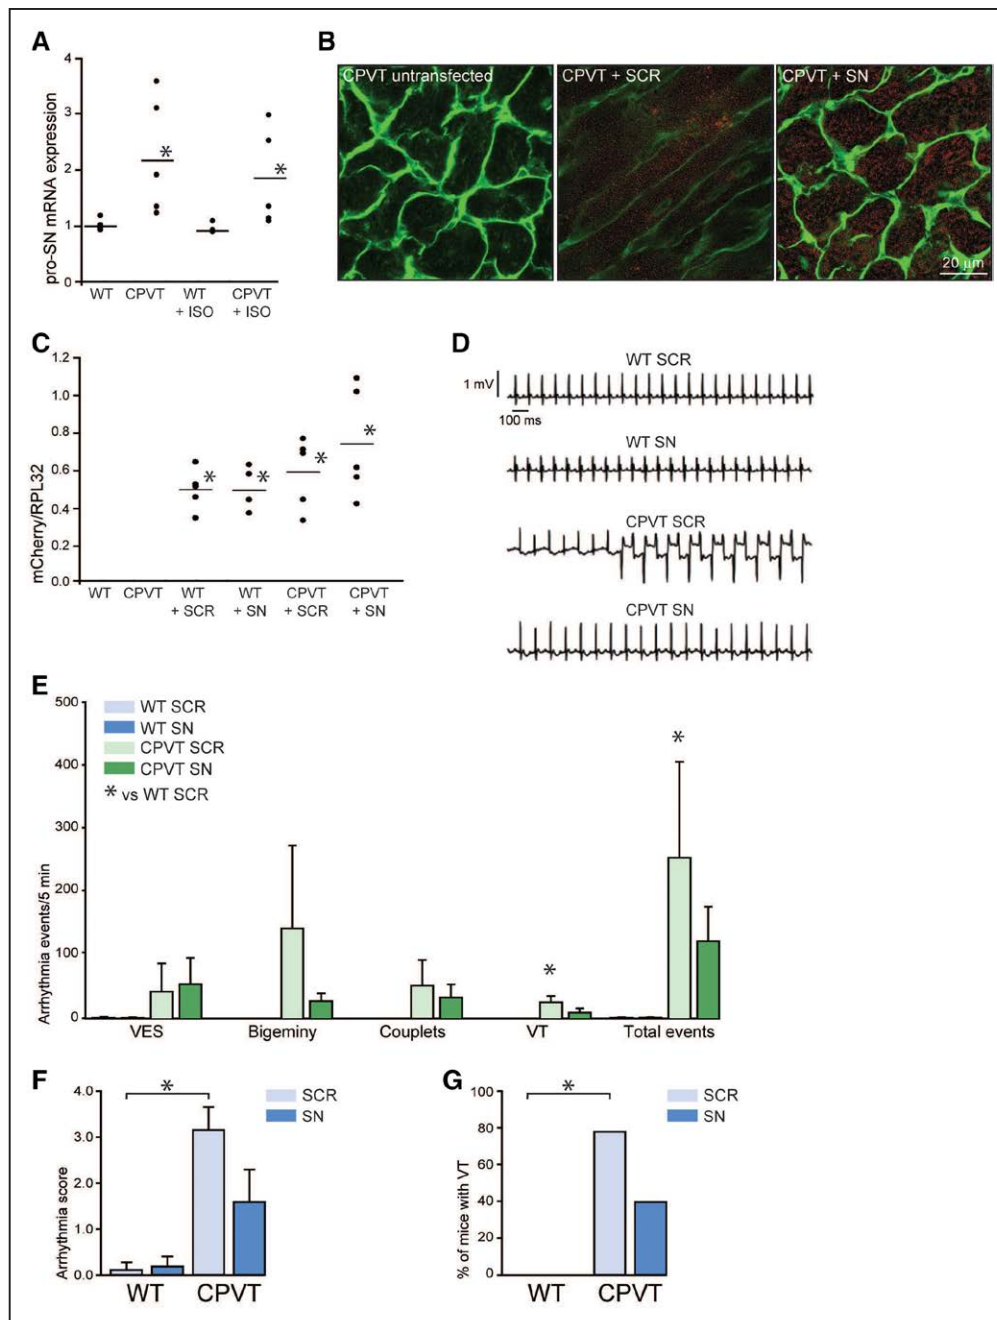 A
pro-SN mRNA expression
4
3
2
1
0
*
*
WT
CPVT
WT
+ ISO
CPVT
+ ISO
B
CPVT untransfected
CPVT + SCR
CPVT + SN
20 µm
C
mCherry/RPL32
1.2
1.0
0.8
0.6
0.4
0.2
0.0
*
*
*
*
WT
CPVT
WT
+ SCR
WT
+ SN
CPVT
+ SCR
CPVT
+ SN
D
WT SCR
1 mV
100 ms
WT SN
CPVT SCR
CPVT SN
E
Arrhythmia events/5 min
500
400
300
200
100
0
WT SCR
WT SN
CPVT SCR
CPVT SN
* vs WT SCR
*
*
VES
Bigeminy
Couplets
VT
Total events
F
Arrhythmia score
4.0
3.0
2.0
1.0
0.0
*
SCR
SN
WT
CPVT
G
% of mice with VT
100
80
60
40
20
0
*
SCR
SN
WT
CPVT